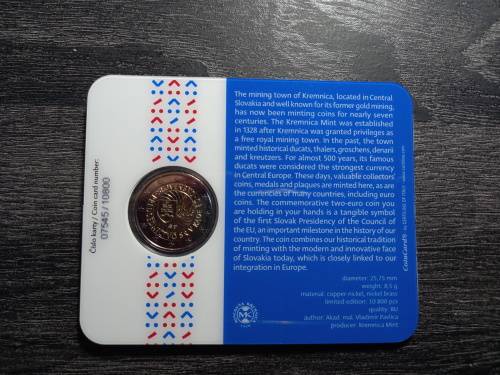 Číslo karty / Coin card number:
07545 / 10800
The mining town of Kremnica, located in Central
Slovakia and well known for its former gold mining,
has now been minting coins for nearly seven
centuries. The Kremnica Mint was established
in 1328 after Kremnica was granted privileges as
a free royal mining town. In the past, the town
minted historical ducats, thalers, groschen, denarii
and kreutzers. For almost 500 years, its famous
ducats were considered the strongest currency
in Central Europe. These days, valuable collectors'
coins, medals and plaques are minted here, as are
the currencies of many countries, including euro
coins. The commemorative two-euro coin you
are holding in your hands is a tangible symbol
of the first Slovak Presidency of the Council of
the EU, an important milestone in the history of our
country. The coin combines our historical tradition
of minting with the modern and innovative face
of Slovakia today, which is closely linked to our
integration in Europe.
diameter: 25,75 mm
weight: 8,5 g
material: copper-nickel, nickel brass
limited edition: 10 800 pcs
quality: BU
author: Akad. mal. Vladimír Pavlica
producer: Kremnica Mint
MK
CoinCard®